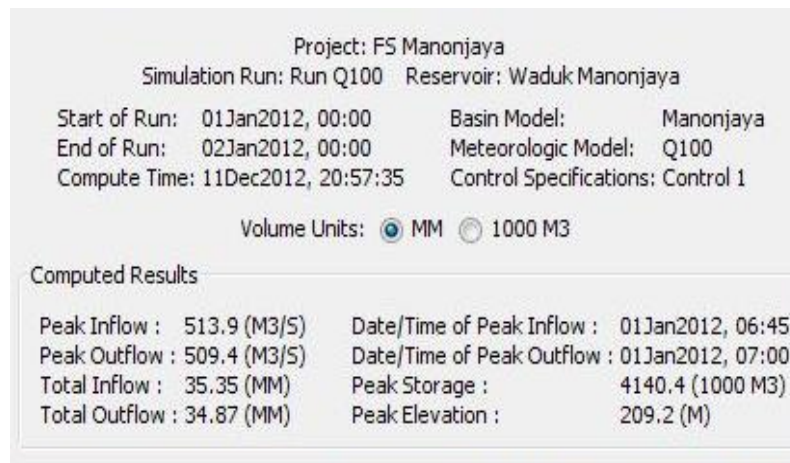 Project: FS Manonjaya
Simulation Run: Run Q100 Reservoir: Waduk Manonjaya
Start of Run: 01Jan2012, 00:00 Basin Model: Manonjaya
End of Run: 02Jan2012, 00:00 Meteorologic Model: Q100
Compute Time: 11Dec2012, 20:57:35 Control Specifications: Control 1
Volume Units: MM 1000 M3
Computed Results
Peak Inflow : 513.9 (M3/S) Date/Time of Peak Inflow : 01Jan2012, 06:45
Peak Outflow : 509.4 (M3/S) Date/Time of Peak Outflow : 01Jan2012, 07:00
Total Inflow : 35.35 (MM) Peak Storage : 4140.4 (1000 M3)
Total Outflow : 34.87 (MM) Peak Elevation : 209.2 (M)